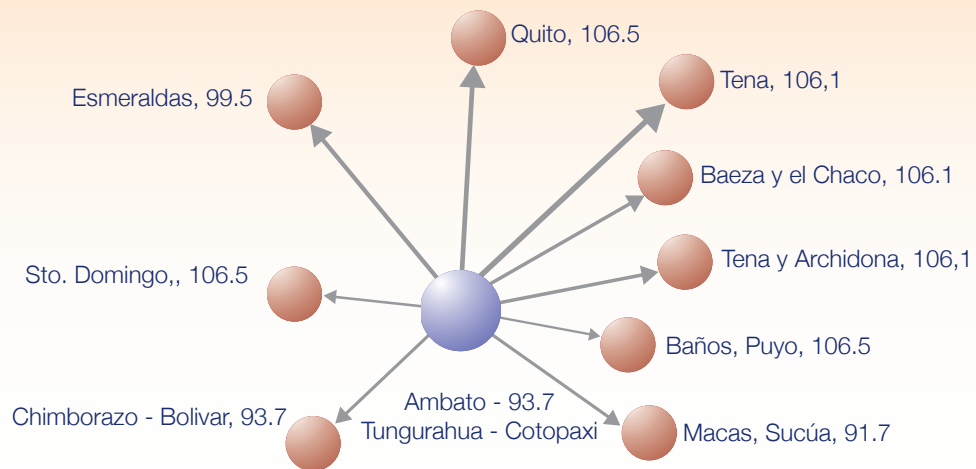 Quito, 106.5
Tena, 106,1
Esmeraldas, 99.5
Baeza y el Chaco, 106.1
Tena y Archidona, 106,1
Sto. Domingo,, 106.5
Baños, Puyo, 106.5
Ambato - 93.7
Tungurahua - Cotopaxi
Chimborazo - Bolivar, 93.7
Macas, Sucúa, 91.7